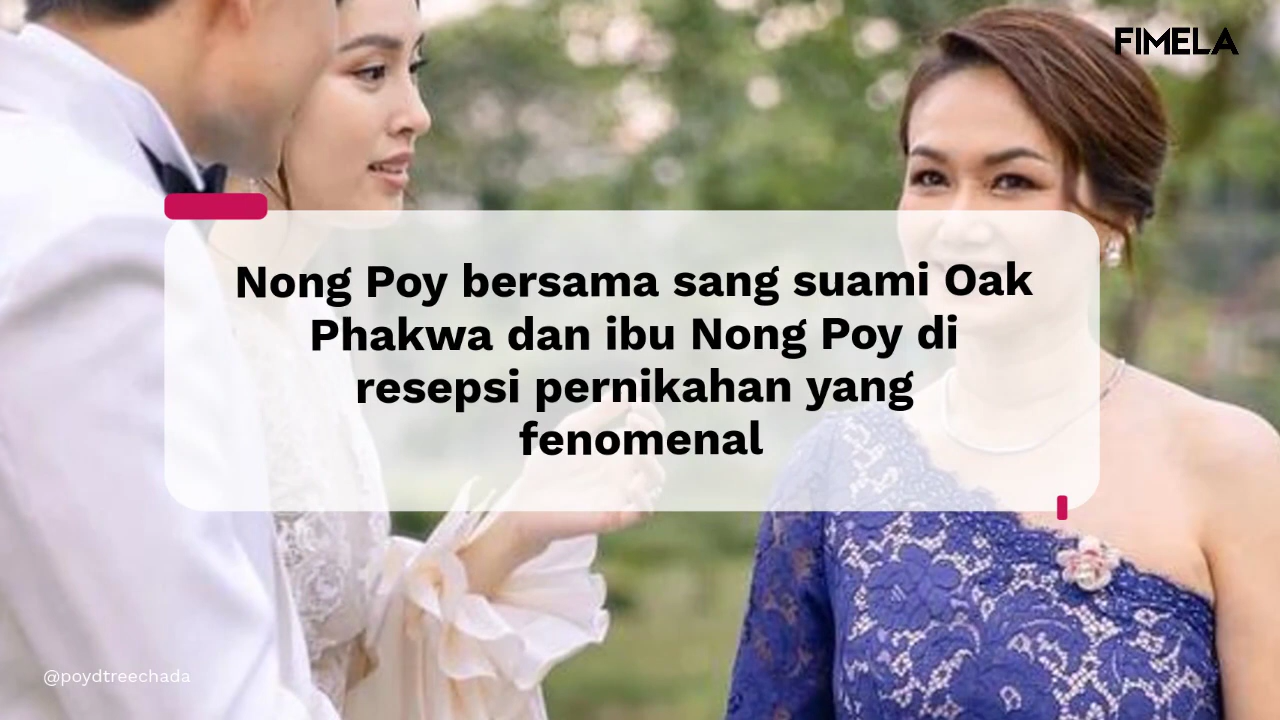 FIMELA
Nong Poy bersama sang suami Oak
Phakwa dan ibu Nong Poy di
resepsi pernikahan yang
fenomenal
@poydtreechada